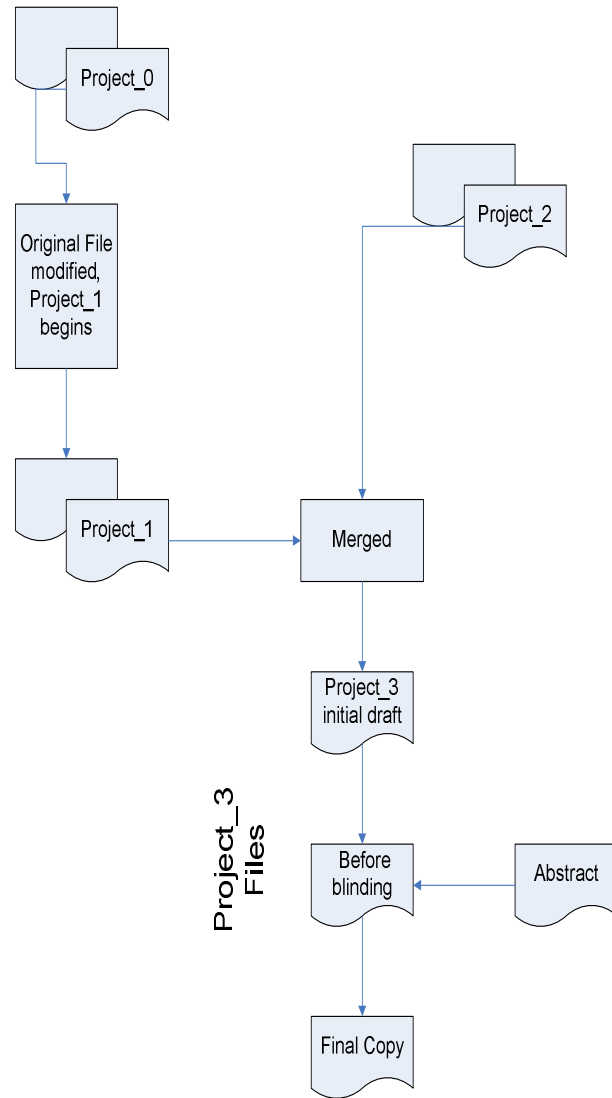 Project_0
Project_2
Original File
modified,
Project_1
begins
Project_1
Merged
Project_3
initial draft
Project_3
Files
Before
blinding
Abstract
Final Copy